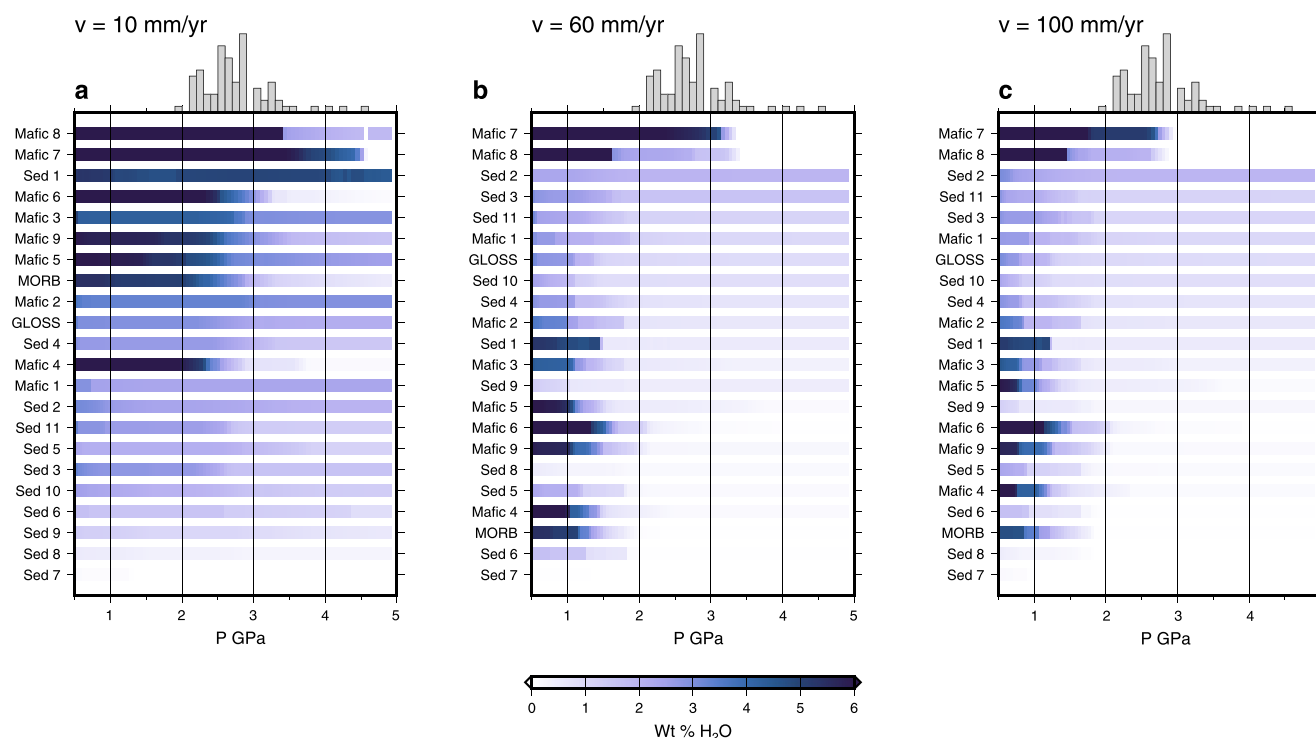 v = 10 mm/yr
a
Mafic 8
Mafic 7
Sed 1
Mafic 6
Mafic 3
Mafic 9
Mafic 5
MORB
Mafic 2
GLOSS
Sed 4
Mafic 4
Mafic 1
Sed 2
Sed 11
Sed 5
Sed 3
Sed 10
Sed 6
Sed 9
Sed 8
Sed 7
1 2 3 4 5
P GPa
v = 60 mm/yr
b
Mafic 7
Mafic 8
Sed 2
Sed 3
Sed 11
Mafic 1
GLOSS
Sed 10
Sed 4
Mafic 2
Sed 1
Mafic 3
Sed 9
Mafic 5
Mafic 6
Mafic 9
Sed 8
Sed 5
Mafic 4
MORB
Sed 6
Sed 7
1 2 3 4 5
P GPa
v = 100 mm/yr
c
Mafic 7
Mafic 8
Sed 2
Sed 11
Sed 3
Mafic 1
GLOSS
Sed 10
Sed 4
Mafic 2
Sed 1
Mafic 3
Mafic 5
Sed 9
Mafic 6
Mafic 9
Sed 5
Mafic 4
Sed 6
MORB
Sed 8
Sed 7
1 2 3 4
P GPa
0 1 2 3 4 5 6
Wt % H₂O